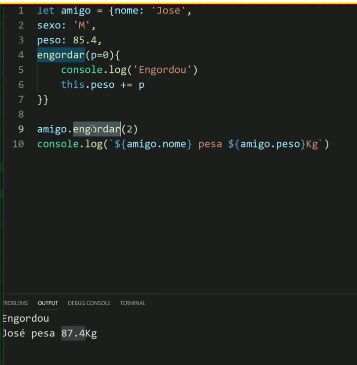 1 let amigo = {nome: 'José',
2 sexo: 'M',
3 peso: 85.4,
4 engordar(p=0){
5 console.log('Engordou')
6 this.peso += p
7 }}
8
9 amigo.engordar(2)
10 console.log(`${amigo.nome} pesa ${amigo.peso}Kg`)
PROBLEMS OUTPUT DEBUG CONSOLE TERMINAL
Engordou
José pesa 87.4Kg